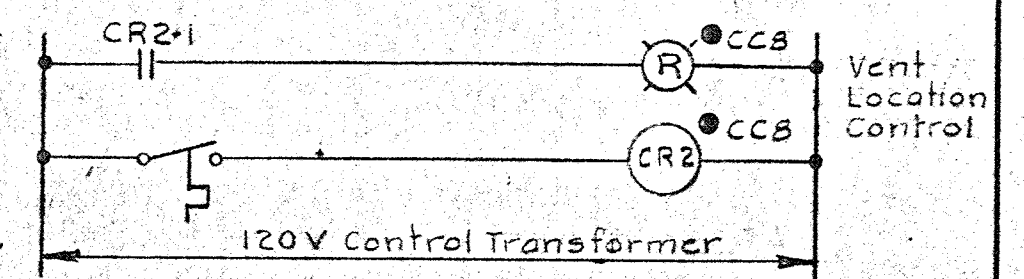 CR2-1
R
CC8
Vent
Location
Control
CR2
CC8
120V Control Transformer